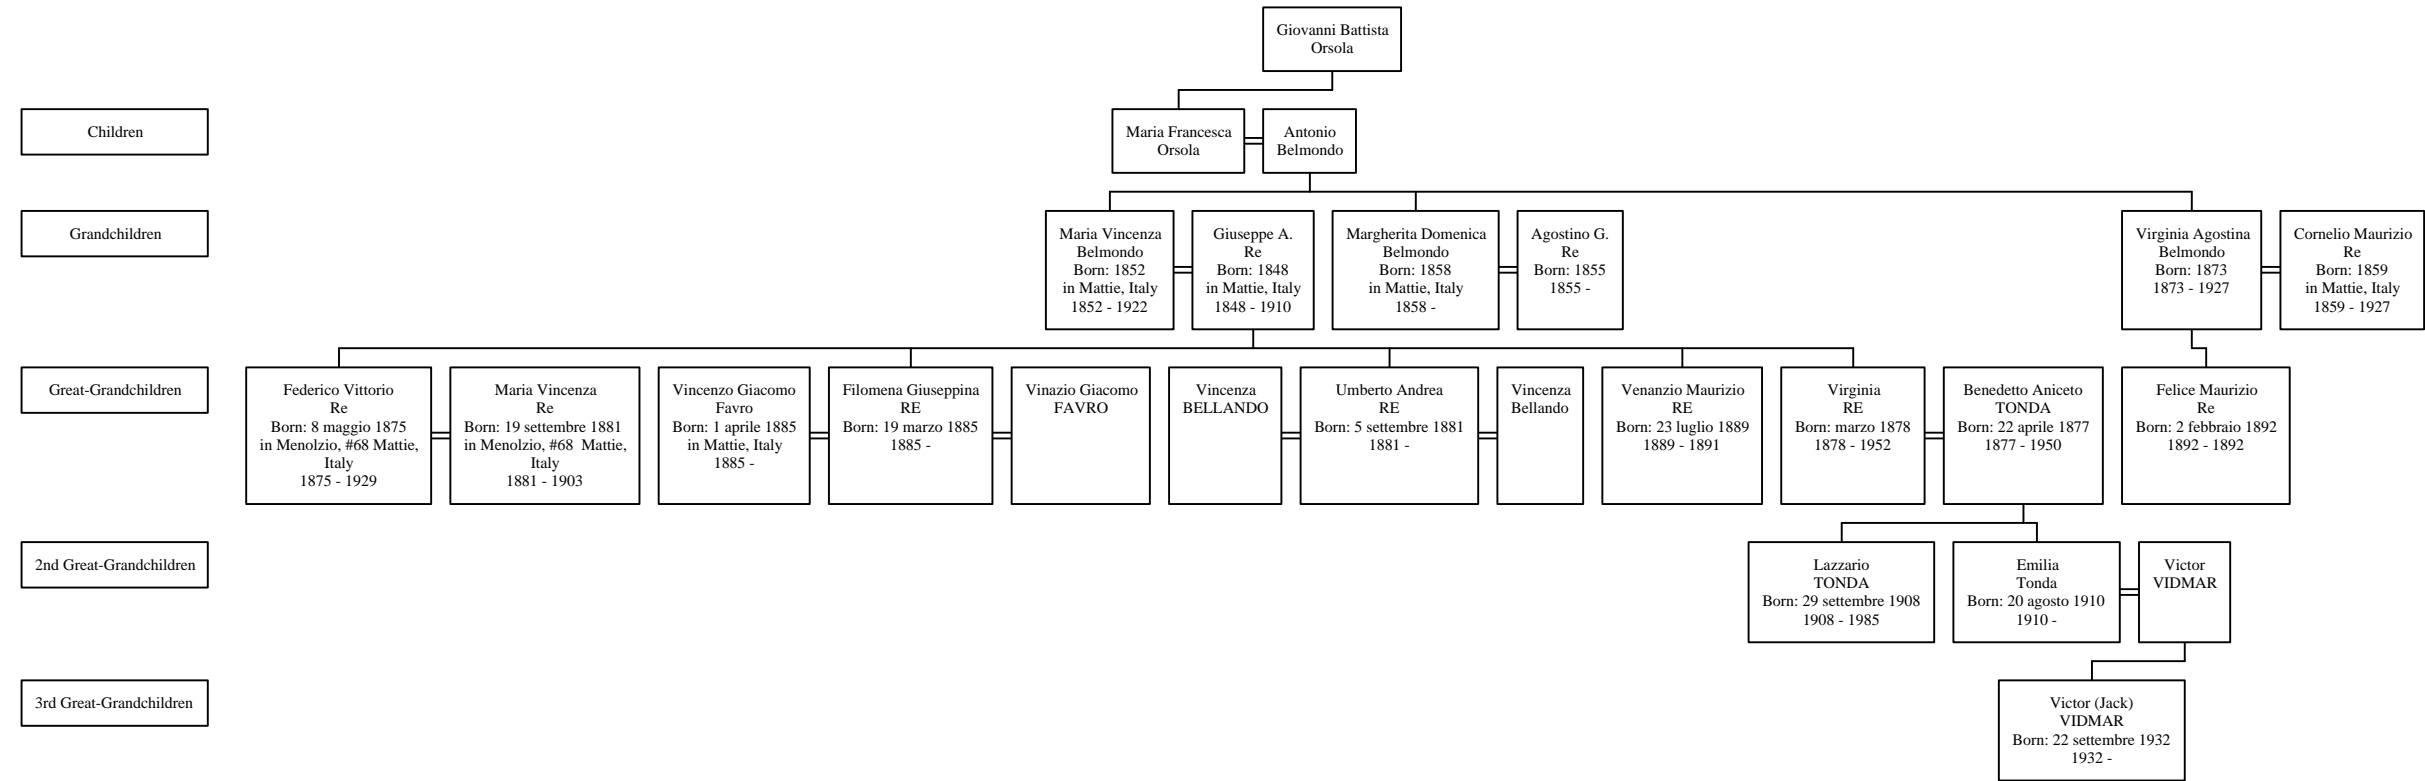 Giovanni Battista
Orsola
Children
Maria Francesca
Orsola
Antonio
Belmondo
Grandchildren
Maria Vincenza
Belmondo
Born: 1852
in Mattie, Italy
1852 - 1922
Giuseppe A.
Re
Born: 1848
in Mattie, Italy
1848 - 1910
Margherita Domenica
Belmondo
Born: 1858
in Mattie, Italy
1858 -
Agostino G.
Re
Born: 1855
1855 -
Virginia Agostina
Belmondo
Born: 1873
1873 - 1927
Cornelio Maurizio
Re
Born: 1859
in Mattie, Italy
1859 - 1927
Great-Grandchildren
Federico Vittorio
Re
Born: 8 maggio 1875
in Menolzio, #68 Mattie,
Italy
1875 - 1929
Maria Vincenza
Re
Born: 19 settembre 1881
in Menolzio, #68  Mattie,
Italy
1881 - 1903
Vincenzo Giacomo
Favro
Born: 1 aprile 1885
in Mattie, Italy
1885 -
Filomena Giuseppina
RE
Born: 19 marzo 1885
1885 -
Vinazio Giacomo
FAVRO
Vincenza
BELLANDO
Umberto Andrea
RE
Born: 5 settembre 1881
1881 -
Vincenza
Bellando
Venanzio Maurizio
RE
Born: 23 luglio 1889
1889 - 1891
Virginia
RE
Born: marzo 1878
1878 - 1952
Benedetto Aniceto
TONDA
Born: 22 aprile 1877
1877 - 1950
Felice Maurizio
Re
Born: 2 febbraio 1892
1892 - 1892
2nd Great-Grandchildren
Lazzario
TONDA
Born: 29 settembre 1908
1908 - 1985
Emilia
Tonda
Born: 20 agosto 1910
1910 -
Victor
VIDMAR
3rd Great-Grandchildren
Victor (Jack)
VIDMAR
Born: 22 settembre 1932
1932 -